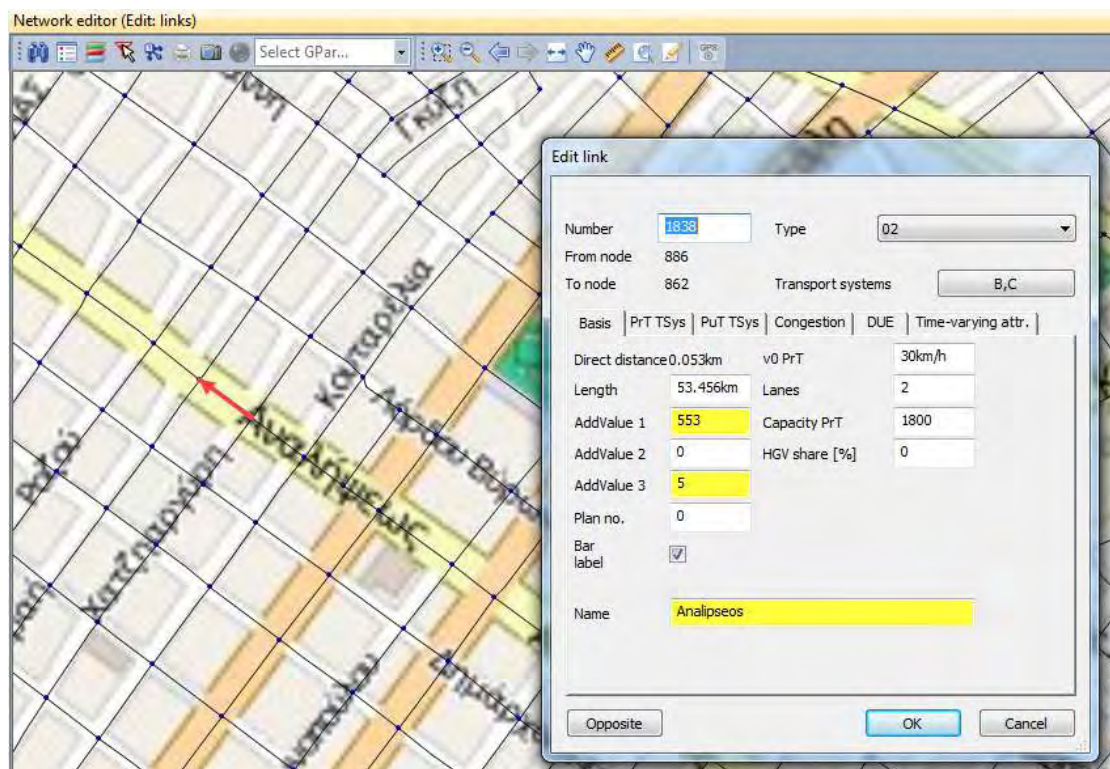 Network editor (Edit: links)
Select GPar...
GPS
Γκύζη
Edit link
Number 1838 Type 02
From node 886
To node 862 Transport systems B,C
Basis PrT TSys PuT TSys Congestion DUE Time-varying attr.
Direct distance 0.053km v0 PrT 30km/h
Length 53.456km Lanes 2
AddValue 1 553 Capacity PrT 1800
AddValue 2 0 HGV share [%] 0
AddValue 3 5
Plan no. 0
Bar
label
Name Analipseos
Opposite OK Cancel
Αναλήψεως